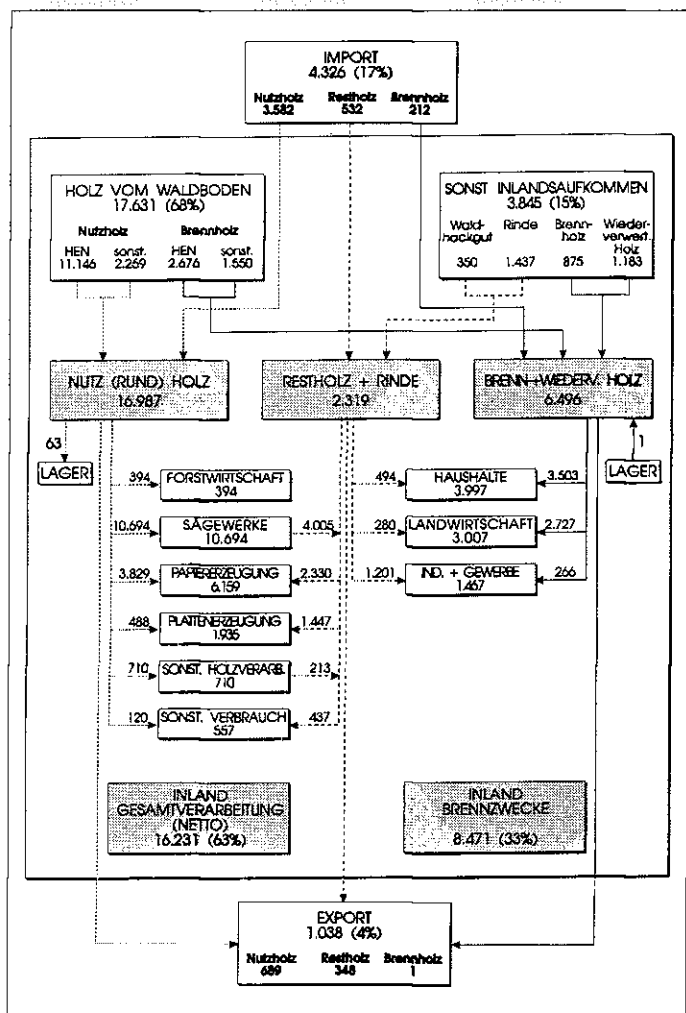 IMPORT
4.326 (17%)
Nutzholz Restholz Brennholz
3.582 532 212
HOLZ VOM WALDBODEN
17.631 (68%)
Nutzholz Brennholz
HEN sonst. HEN sonst.
11.146 2.259 2.676 1.550
SONST INLANDSAUFKOMMEN
3.845 (15%)
Wald- Rinde Brenn- Wieder-
hackgut holz verwert.
Holz
350 1.437 875 1.183
NUTZ (RUND) HOLZ
16.987
RESTHOLZ + RINDE
2.319
BRENN+WIEDERV. HOLZ
6.496
63
LAGER
1
LAGER
394 FORSTWIRTSCHAFT
394
10.694 SÄGEWERKE 4.005
10.694
3.829 PAPIERERZEUGUNG 2.330
6.159
488 PLATTENERZEUGUNG 1.447
1.935
710 SONST. HOLZVERARB. 213
710
120 SONST. VERBRAUCH 437
557
494 HAUSHALTE 3.503
3.997
280 LANDWIRTSCHAFT 2.727
3.007
1.201 IND. + GEWERBE 266
1.467
INLAND
GESAMTVERARBEITUNG
(NETTO)
16.231 (63%)
INLAND
BRENNZWECKE
8.471 (33%)
EXPORT
1.038 (4%)
Nutzholz Restholz Brennholz
689 348 1